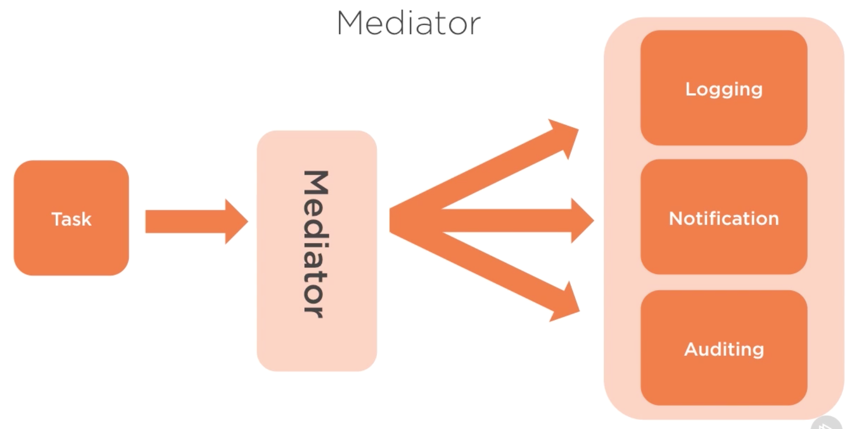 Mediator
Task
Mediator
Logging
Notification
Auditing